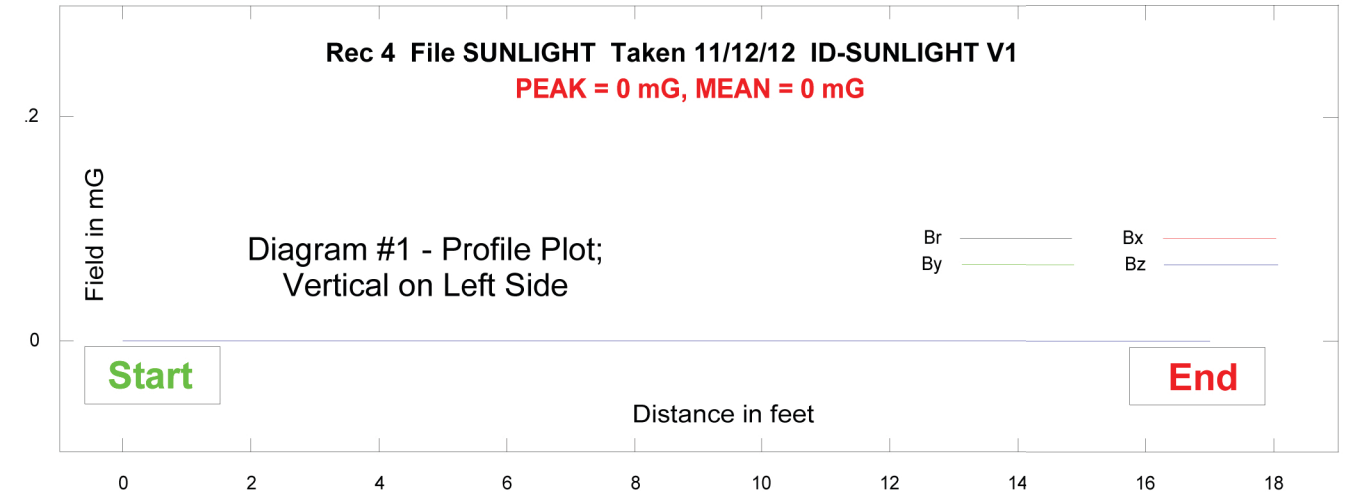 Rec 4 File SUNLIGHT Taken 11/12/12 ID-SUNLIGHT V1
PEAK = 0 mG, MEAN = 0 mG
.2
Field in mG
Diagram #1 - Profile Plot;
Vertical on Left Side
Br
Bx
By
Bz
0
Start
End
Distance in feet
0 2 4 6 8 10 12 14 16 18